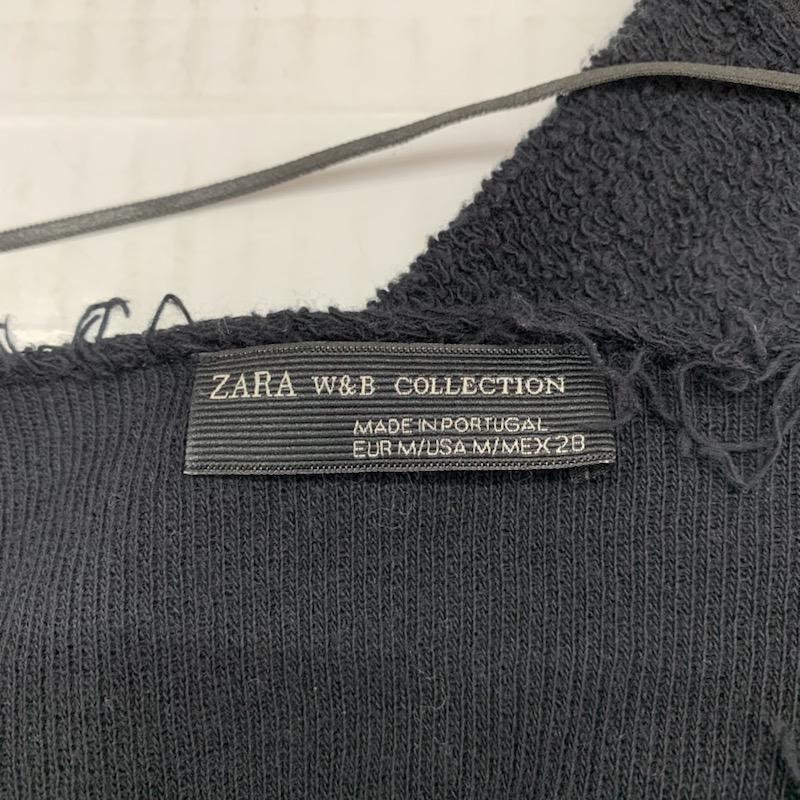 ZARA W&B COLLECTION
MADE IN PORTUGAL
EUR M/USA M/MEX 28